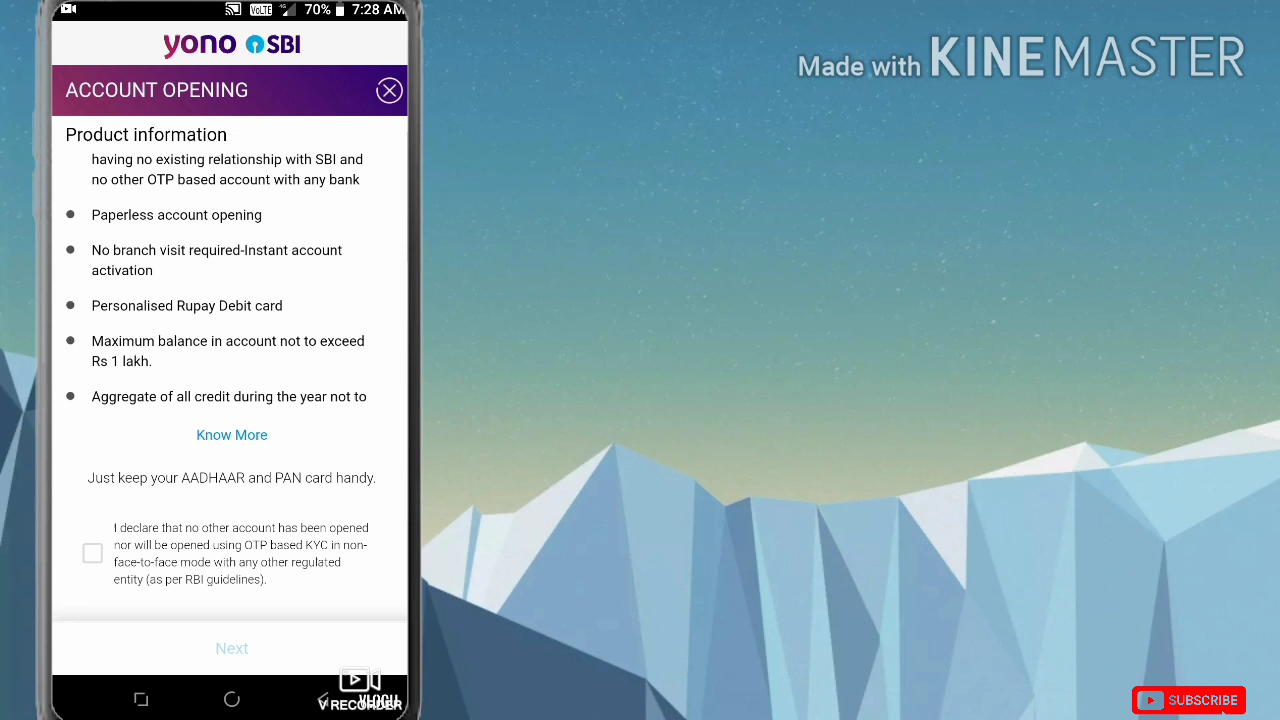 VoLTE 4G 70% 7:28 AM
yono SBI
Made with KINEMASTER
ACCOUNT OPENING
Product information
having no existing relationship with SBI and
no other OTP based account with any bank
Paperless account opening
No branch visit required-Instant account
activation
Personalised Rupay Debit card
Maximum balance in account not to exceed
Rs 1 lakh.
Aggregate of all credit during the year not to
Know More
Just keep your AADHAAR and PAN card handy.
I declare that no other account has been opened
nor will be opened using OTP based KYC in non-
face-to-face mode with any other regulated
entity (as per RBI guidelines).
Next
V RECORDER
SUBSCRIBE